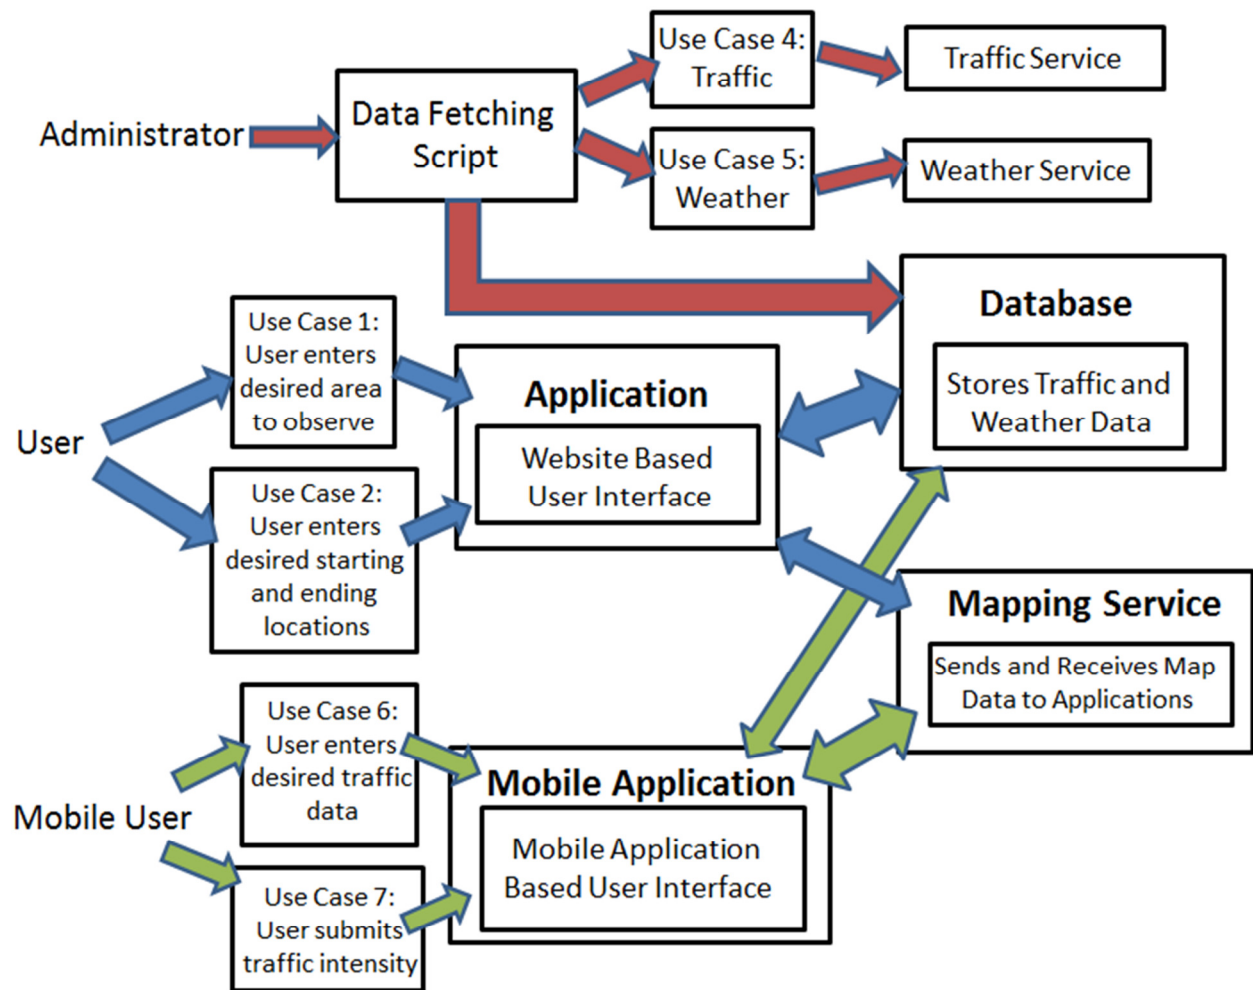 Administrator
Data Fetching
Script
Use Case 4:
Traffic
Traffic Service
Use Case 5:
Weather
Weather Service
Database
Stores Traffic and
Weather Data
User
Use Case 1:
User enters
desired area
to observe
Use Case 2:
User enters
desired starting
and ending
locations
Application
Website Based
User Interface
Mapping Service
Sends and Receives Map
Data to Applications
Mobile User
Use Case 6:
User enters
desired traffic
data
Use Case 7:
User submits
traffic intensity
Mobile Application
Mobile Application
Based User Interface